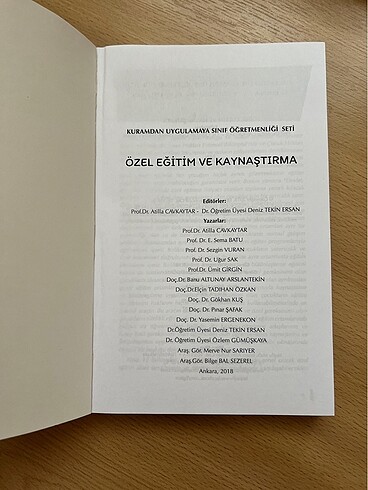 KURAMDAN UYGULAMAYA SINIF ÖĞRETMENLİĞİ SETİ
ÖZEL EĞİTİM VE KAYNAŞTIRMA
Editörler:
Prof.Dr. Atilla CAVKAYTAR - Dr. Öğretim Üyesi Deniz TEKİN ERSAN
Yazarlar:
Prof.Dr. Atilla CAVKAYTAR
Prof.Dr. E. Sema BATU
Prof.Dr. Sezgin VURAN
Prof. Dr. Uğur SAK
Prof.Dr. Ümit GİRGİN
Doç.Dr. Banu ALTUNAY ARSLANTEKİN
Doç.Dr.Elçin TADIHAN ÖZKAN
Doç. Dr. Gökhan KUŞ
Doç. Dr. Pınar ŞAFAK
Doç. Dr. Yasemin ERGENEKON
Dr.Öğretim Üyesi Deniz TEKİN ERSAN
Dr. Öğretim Üyesi Özlem GÜMÜŞKAYA
Araş. Gör. Merve Nur SARIYER
Araş.Gör. Bilge BAL SEZEREL
Ankara, 2018